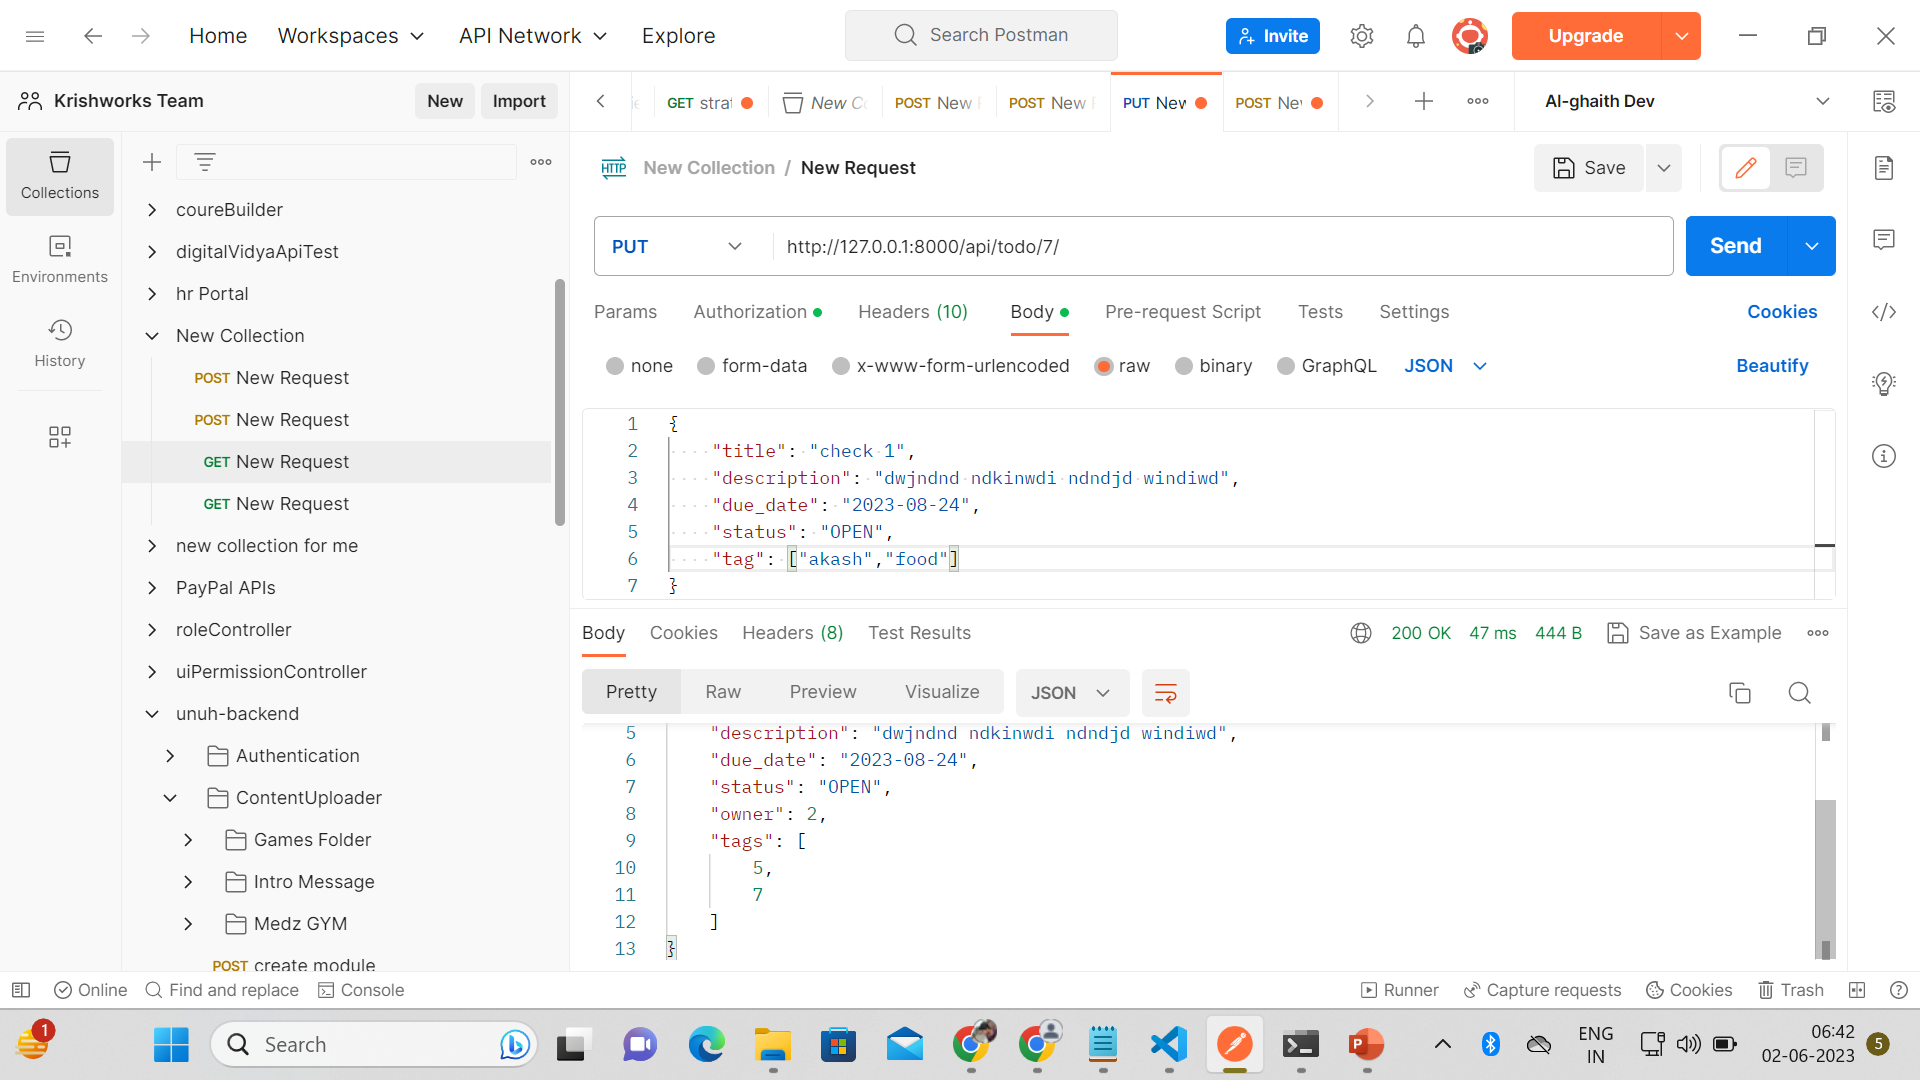 Home
Workspaces
API Network
Explore
Search Postman
Invite
Upgrade
Krishworks Team
New
Import
GET strat
New Co
POST New
POST New
PUT New
POST Ne
Al-ghaith Dev
Collections
Environments
History
coureBuilder
digitalVidyaApiTest
hr Portal
New Collection
POST New Request
POST New Request
GET New Request
GET New Request
new collection for me
PayPal APIs
roleController
uiPermissionController
unuh-backend
Authentication
ContentUploader
Games Folder
Intro Message
Medz GYM
POST create module
HTTP New Collection / New Request
Save
PUT http://127.0.0.1:8000/api/todo/7/
Send
Params Authorization Headers (10) Body Pre-request Script Tests Settings Cookies
none form-data x-www-form-urlencoded raw binary GraphQL JSON Beautify
1 {
2 "title": "check 1",
3 "description": "dwjndnd ndkinwdi ndndjd windiwd",
4 "due_date": "2023-08-24",
5 "status": "OPEN",
6 "tag": ["akash","food"]
7 }
Body Cookies Headers (8) Test Results 200 OK 47 ms 444 B Save as Example
Pretty Raw Preview Visualize JSON
5 "description": "dwjndnd ndkinwdi ndndjd windiwd",
6 "due_date": "2023-08-24",
7 "status": "OPEN",
8 "owner": 2,
9 "tags": [
10 5,
11 7
12 ]
13 }
Online Find and replace Console Runner Capture requests Cookies Trash
1
Search
ENG
IN
06:42
02-06-2023
5